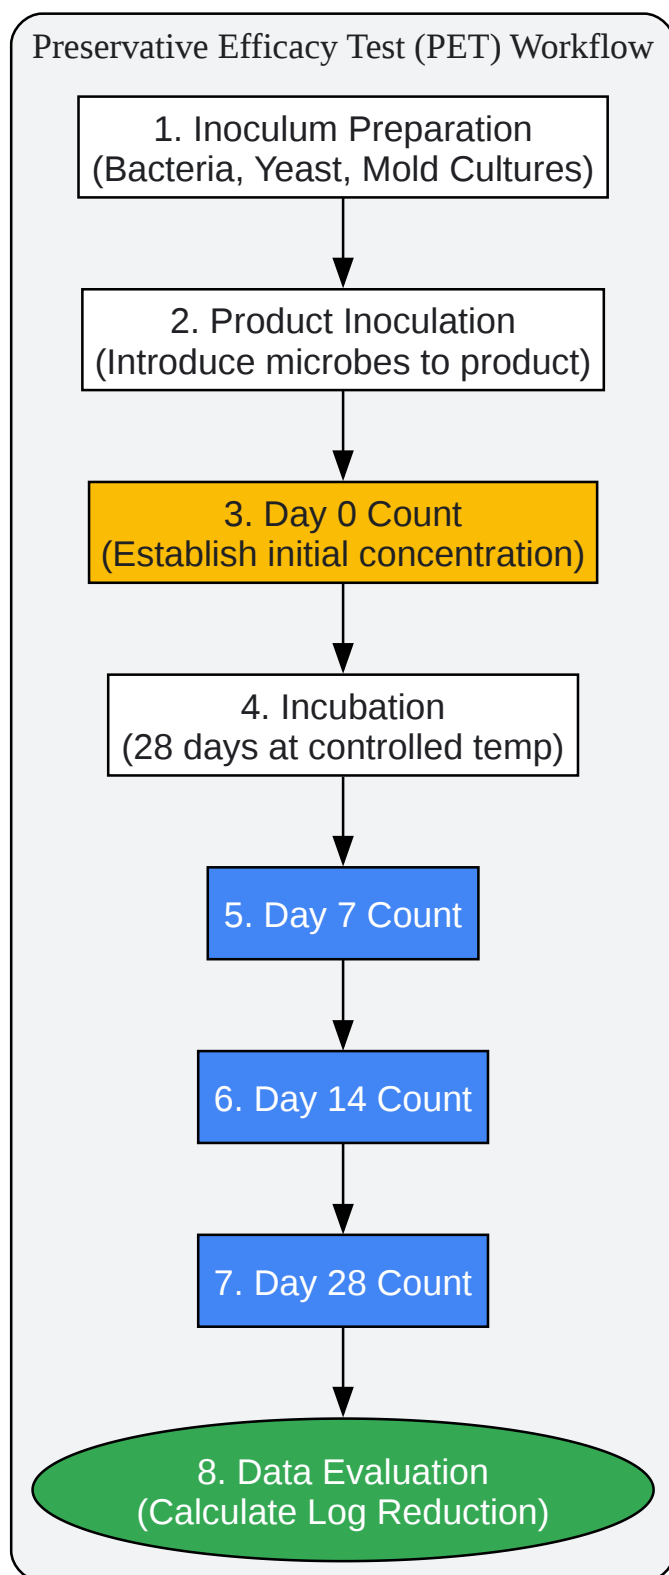 Preservative Efficacy Test (PET) Workflow
1. Inoculum Preparation
(Bacteria, Yeast, Mold Cultures)
2. Product Inoculation
(Introduce microbes to product)
3. Day 0 Count
(Establish initial concentration)
4. Incubation
(28 days at controlled temp)
5. Day 7 Count
6. Day 14 Count
7. Day 28 Count
8. Data Evaluation
(Calculate Log Reduction)